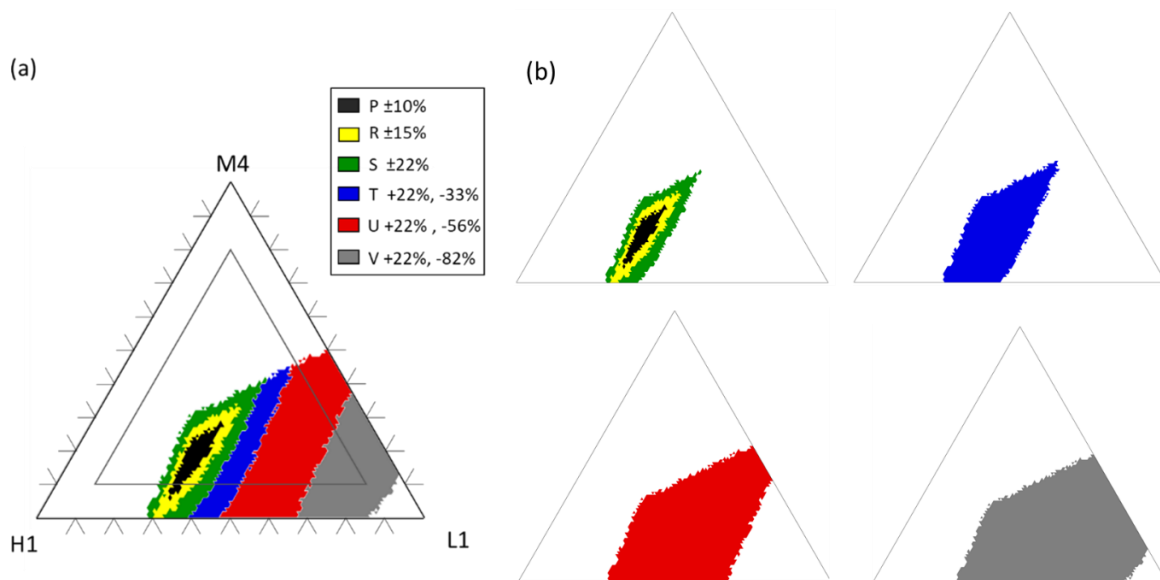 (a)
(b)
P ±10%
R ±15%
S ±22%
T +22%, -33%
U +22% , -56%
V +22%, -82%
M4
H1
L1